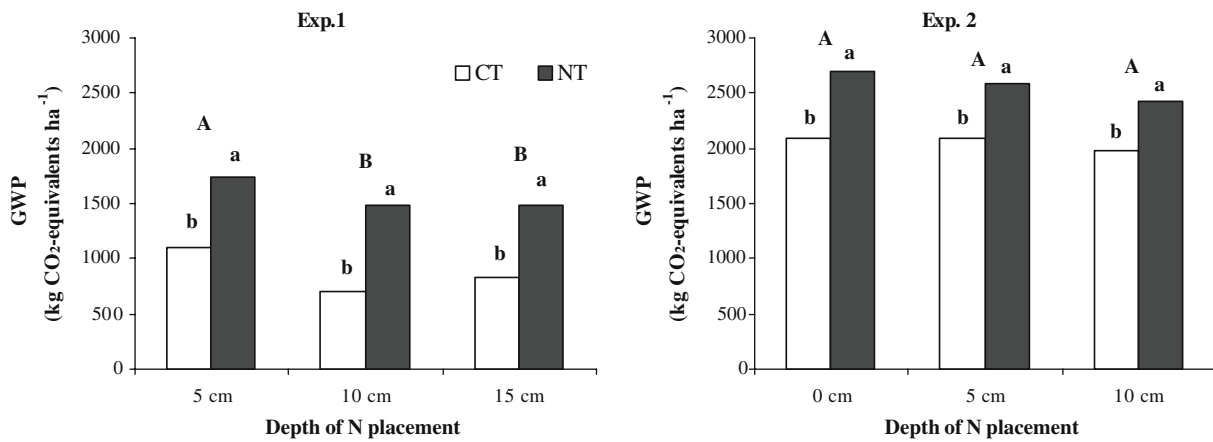 Exp.1
GWP
(kg CO₂-equivalents ha⁻¹)
3000
2500
2000
1500
1000
500
0
CT NT
A
B
B
b a
b a
b a
5 cm 10 cm 15 cm
Depth of N placement
Exp. 2
GWP
(kg CO₂-equivalents ha⁻¹)
3000
2500
2000
1500
1000
500
0
A
A
A
b a
b a
b a
0 cm 5 cm 10 cm
Depth of N placement